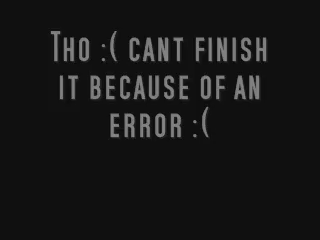 Tho :( cant finish
it because of an
error :(